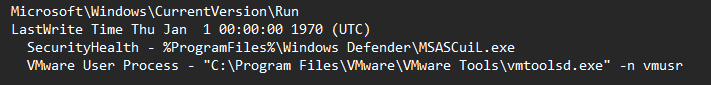 Microsoft\Windows\CurrentVersion\Run
LastWrite Time Thu Jan  1 00:00:00 1970 (UTC)
  SecurityHealth - %ProgramFiles%\Windows Defender\MSASCuiL.exe
  VMware User Process - "C:\Program Files\VMware\VMware Tools\vmtoolsd.exe" -n vmusr